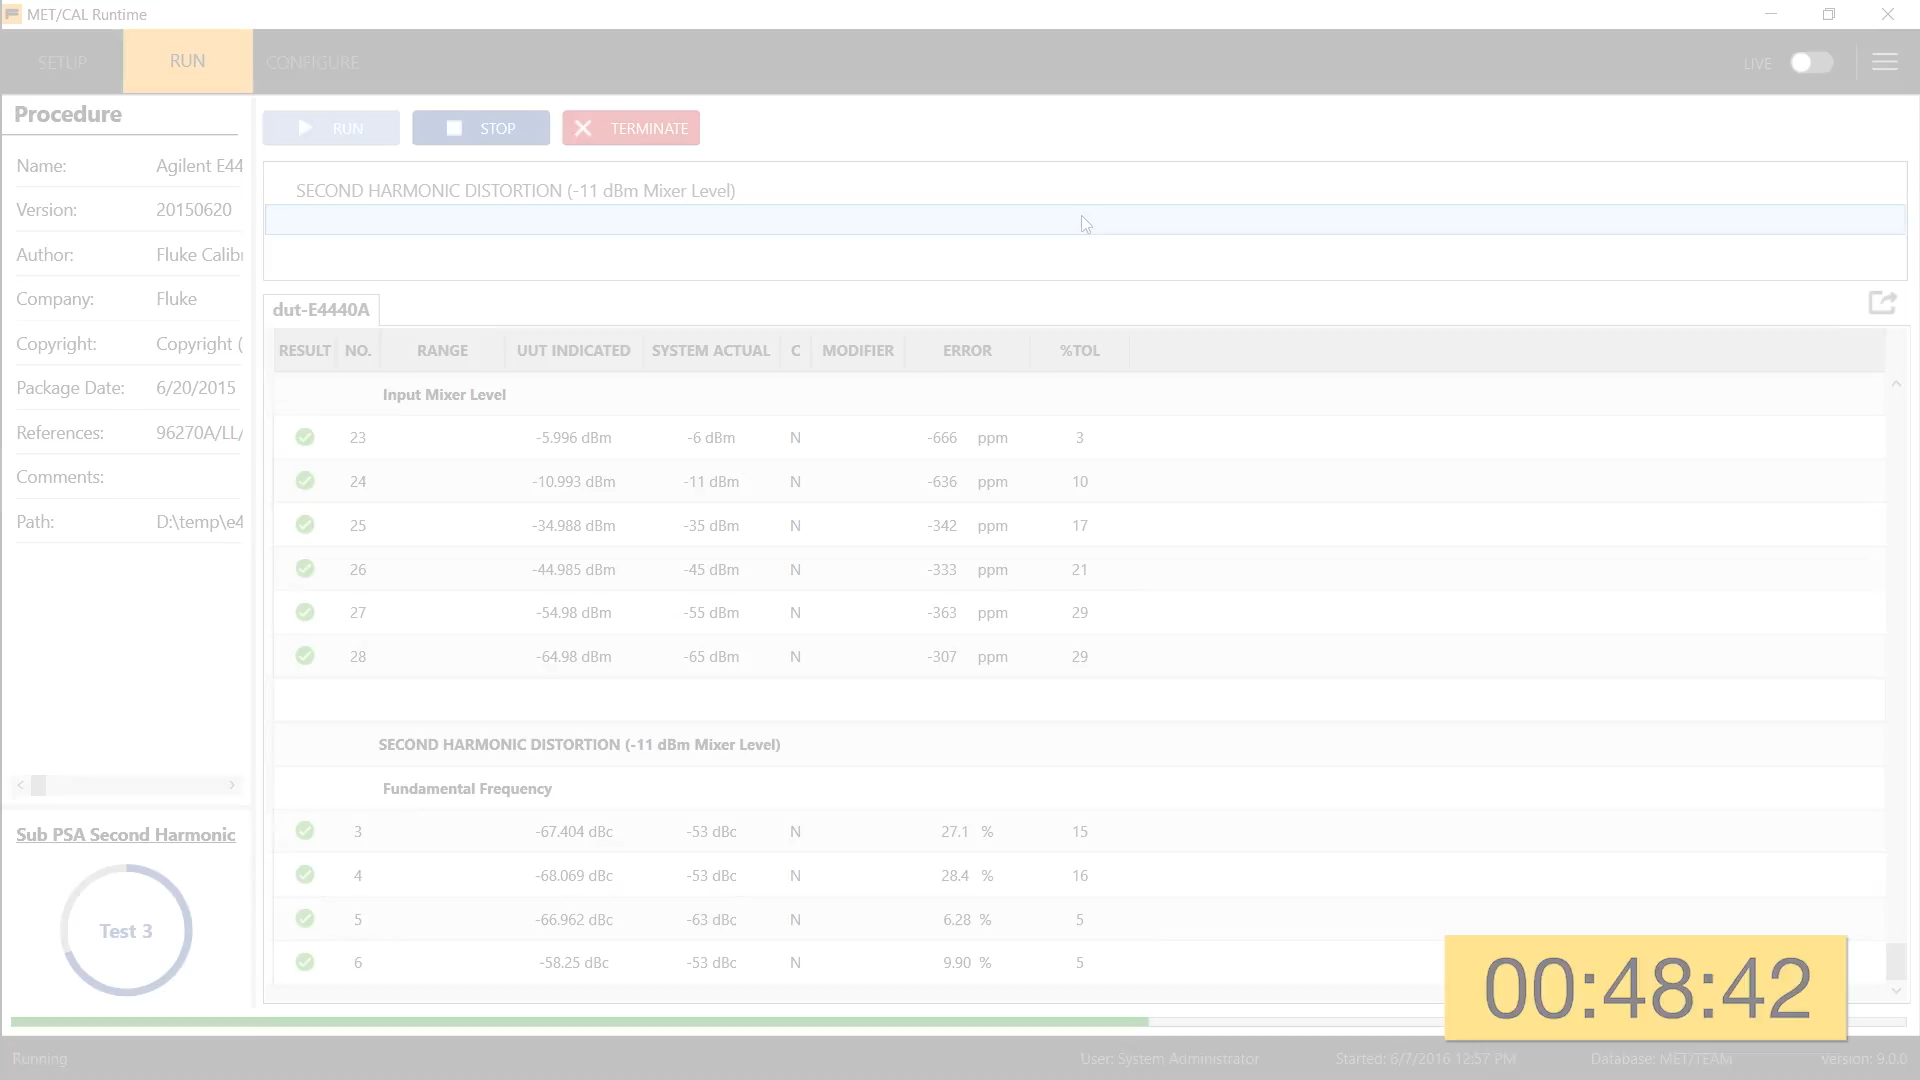 MET/CAL Runtime
SETUP RUN CONFIGURE LIVE
Procedure
RUN STOP TERMINATE
Name: Agilent E44
Version: 20150620
Author: Fluke Calib
Company: Fluke
Copyright: Copyright (
Package Date: 6/20/2015
References: 96270A/LL/
Comments:
Path: D:\temp\e4
Sub PSA Second Harmonic
Test 3
SECOND HARMONIC DISTORTION (-11 dBm Mixer Level)
dut-E4440A
RESULT NO. RANGE UUT INDICATED SYSTEM ACTUAL C MODIFIER ERROR %TOL
Input Mixer Level
23 -5.996 dBm -6 dBm N -666 ppm 3
24 -10.993 dBm -11 dBm N -636 ppm 10
25 -34.988 dBm -35 dBm N -342 ppm 17
26 -44.985 dBm -45 dBm N -333 ppm 21
27 -54.98 dBm -55 dBm N -363 ppm 29
28 -64.98 dBm -65 dBm N -307 ppm 29
SECOND HARMONIC DISTORTION (-11 dBm Mixer Level)
Fundamental Frequency
3 -67.404 dBc -53 dBc N 27.1 % 15
4 -68.069 dBc -53 dBc N 28.4 % 16
5 -66.962 dBc -63 dBc N 6.28 % 5
6 -58.25 dBc -53 dBc N 9.90 % 5
00:48:42
Running User: System Administrator Started: 6/7/2016 12:57 PM Database: MET/TEAM Version: 9.0.0